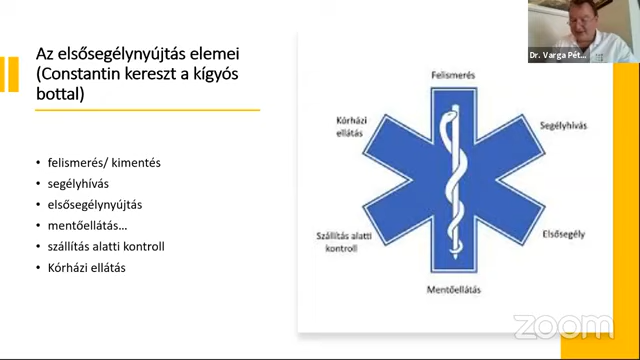 Az elsősegélynyújtás elemei
(Constantin kereszt a kígyós
bottal)
• felismerés/ kimentés
• segélyhívás
• elsősegélynyújtás
• mentőellátás…
• szállítás alatti kontroll
• Kórházi ellátás
Felismerés
Kórházi
ellátás
Segélyhívás
Szállítás alatti
kontroll
Elsősegély
Mentőellátás
Dr. Varga Pét...
zoom